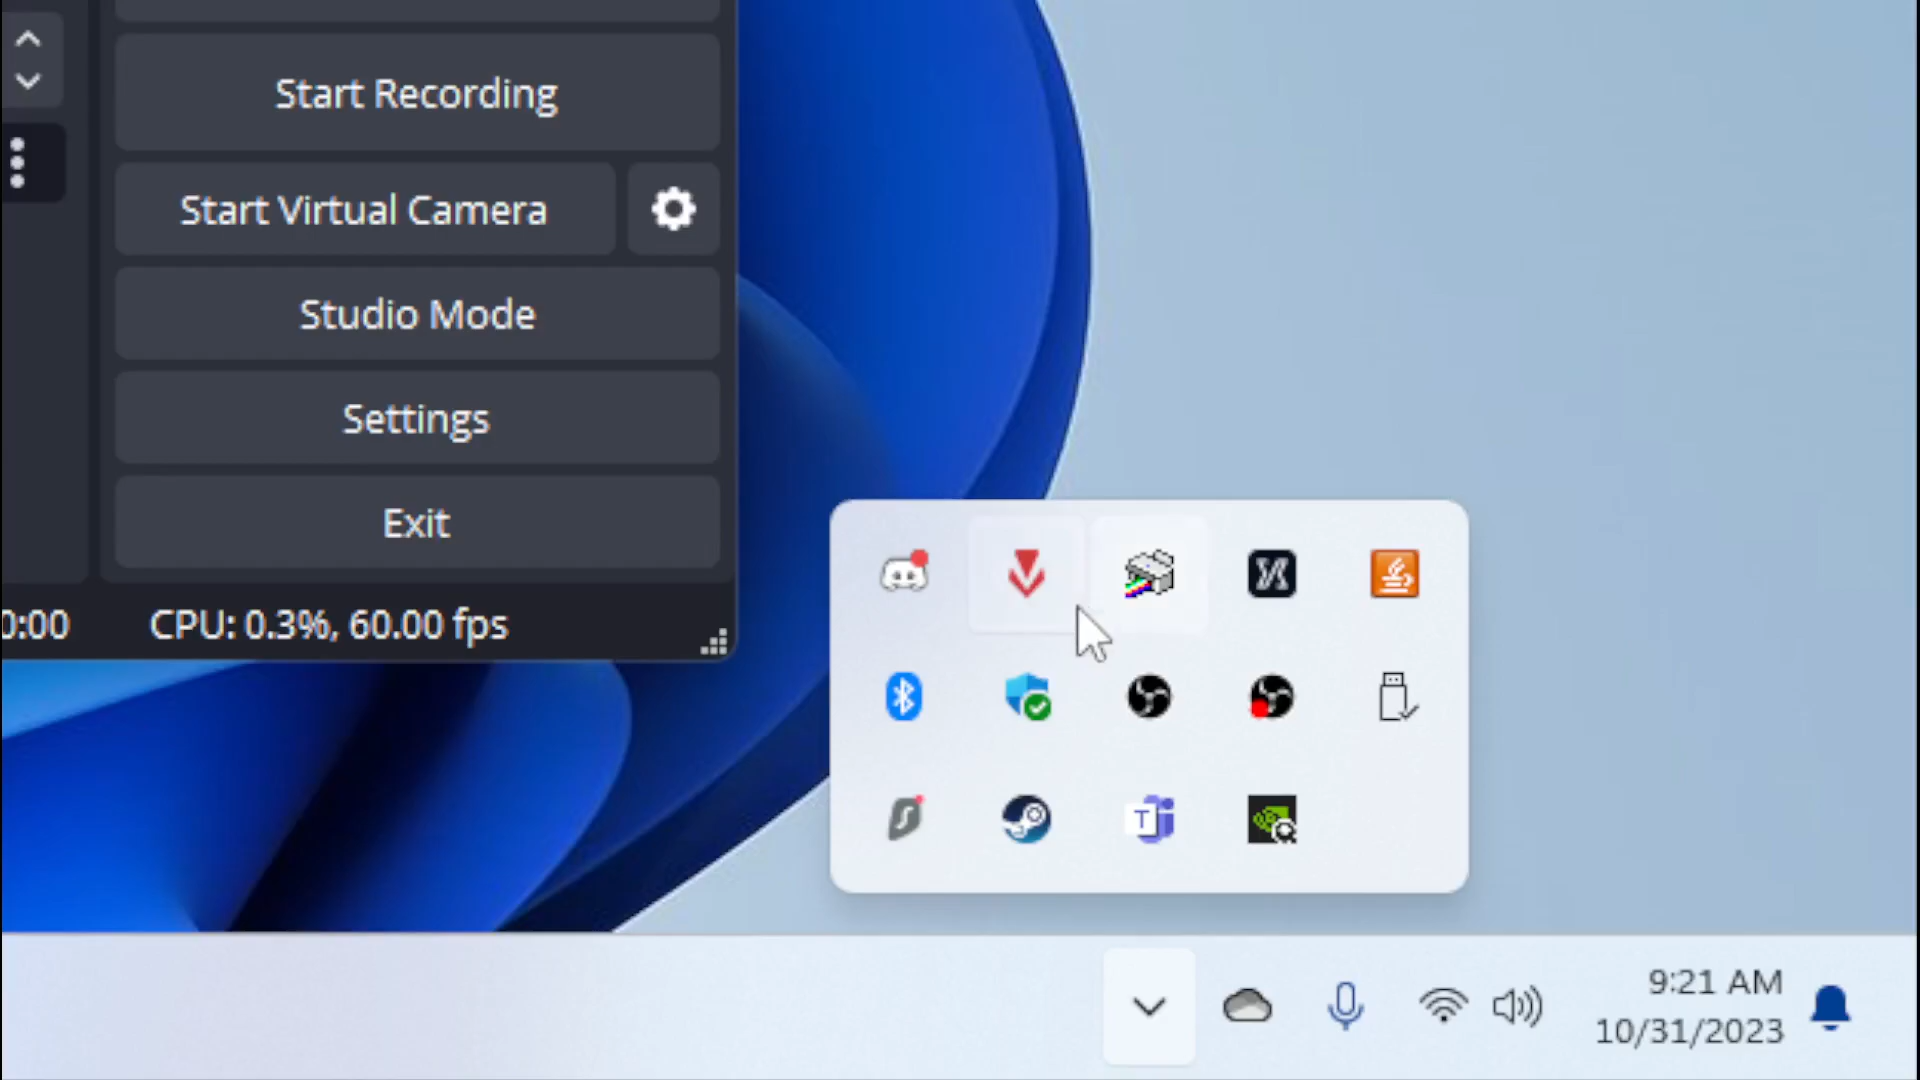 Start Recording
Start Virtual Camera
Studio Mode
Settings
Exit
0:00
CPU: 0.3%, 60.00 fps
T
9:21 AM
10/31/2023